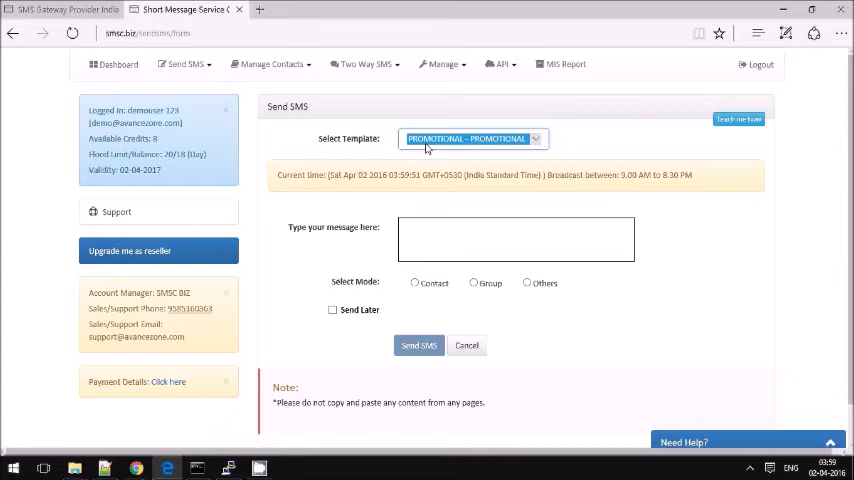 SMS Gateway Provider India
Short Message Service C
smsc.biz/sendsms/form
Dashboard
Send SMS
Manage Contacts
Two Way SMS
Manage
API
MIS Report
Logout
Logged In: demouser 123
[demo@avancezone.com]
Available Credits: 8
Flood Limit/Balance: 20/18 [Day]
Validity: 02-04-2017
Support
Upgrade me as reseller
Account Manager: SMSC BIZ
Sales/Support Phone: 9585160363
Sales/Support Email:
support@avancezone.com
Payment Details: Click here
Send SMS
Teach me how
Select Template:
PROMOTIONAL - PROMOTIONAL
Current time: (Sat Apr 02 2016 03:59:51 GMT+0530 (India Standard Time) ) Broadcast between: 9.00 AM to 8.30 PM
Type your message here:
Select Mode:
Contact
Group
Others
Send Later
Send SMS
Cancel
Note:
*Please do not copy and paste any content from any pages.
Need Help?
ENG
03:59
02-04-2016